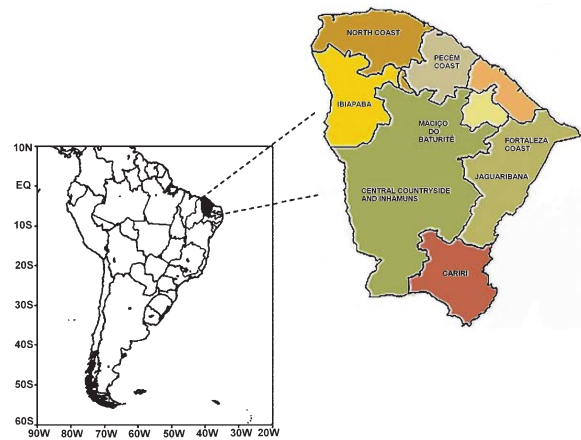 NORTH COAST
PECÉM
COAST
IBIAPABA
MACIÇO
DO
BATURITÉ
FORTALEZA
COAST
JAGUARIBANA
CENTRAL COUNTRYSIDE
AND INHAMUNS
CARIRI
10N
EQ
10S
20S
30S
40S
50S
60S
90W 80W 70W 60W 50W 40W 30W 20W